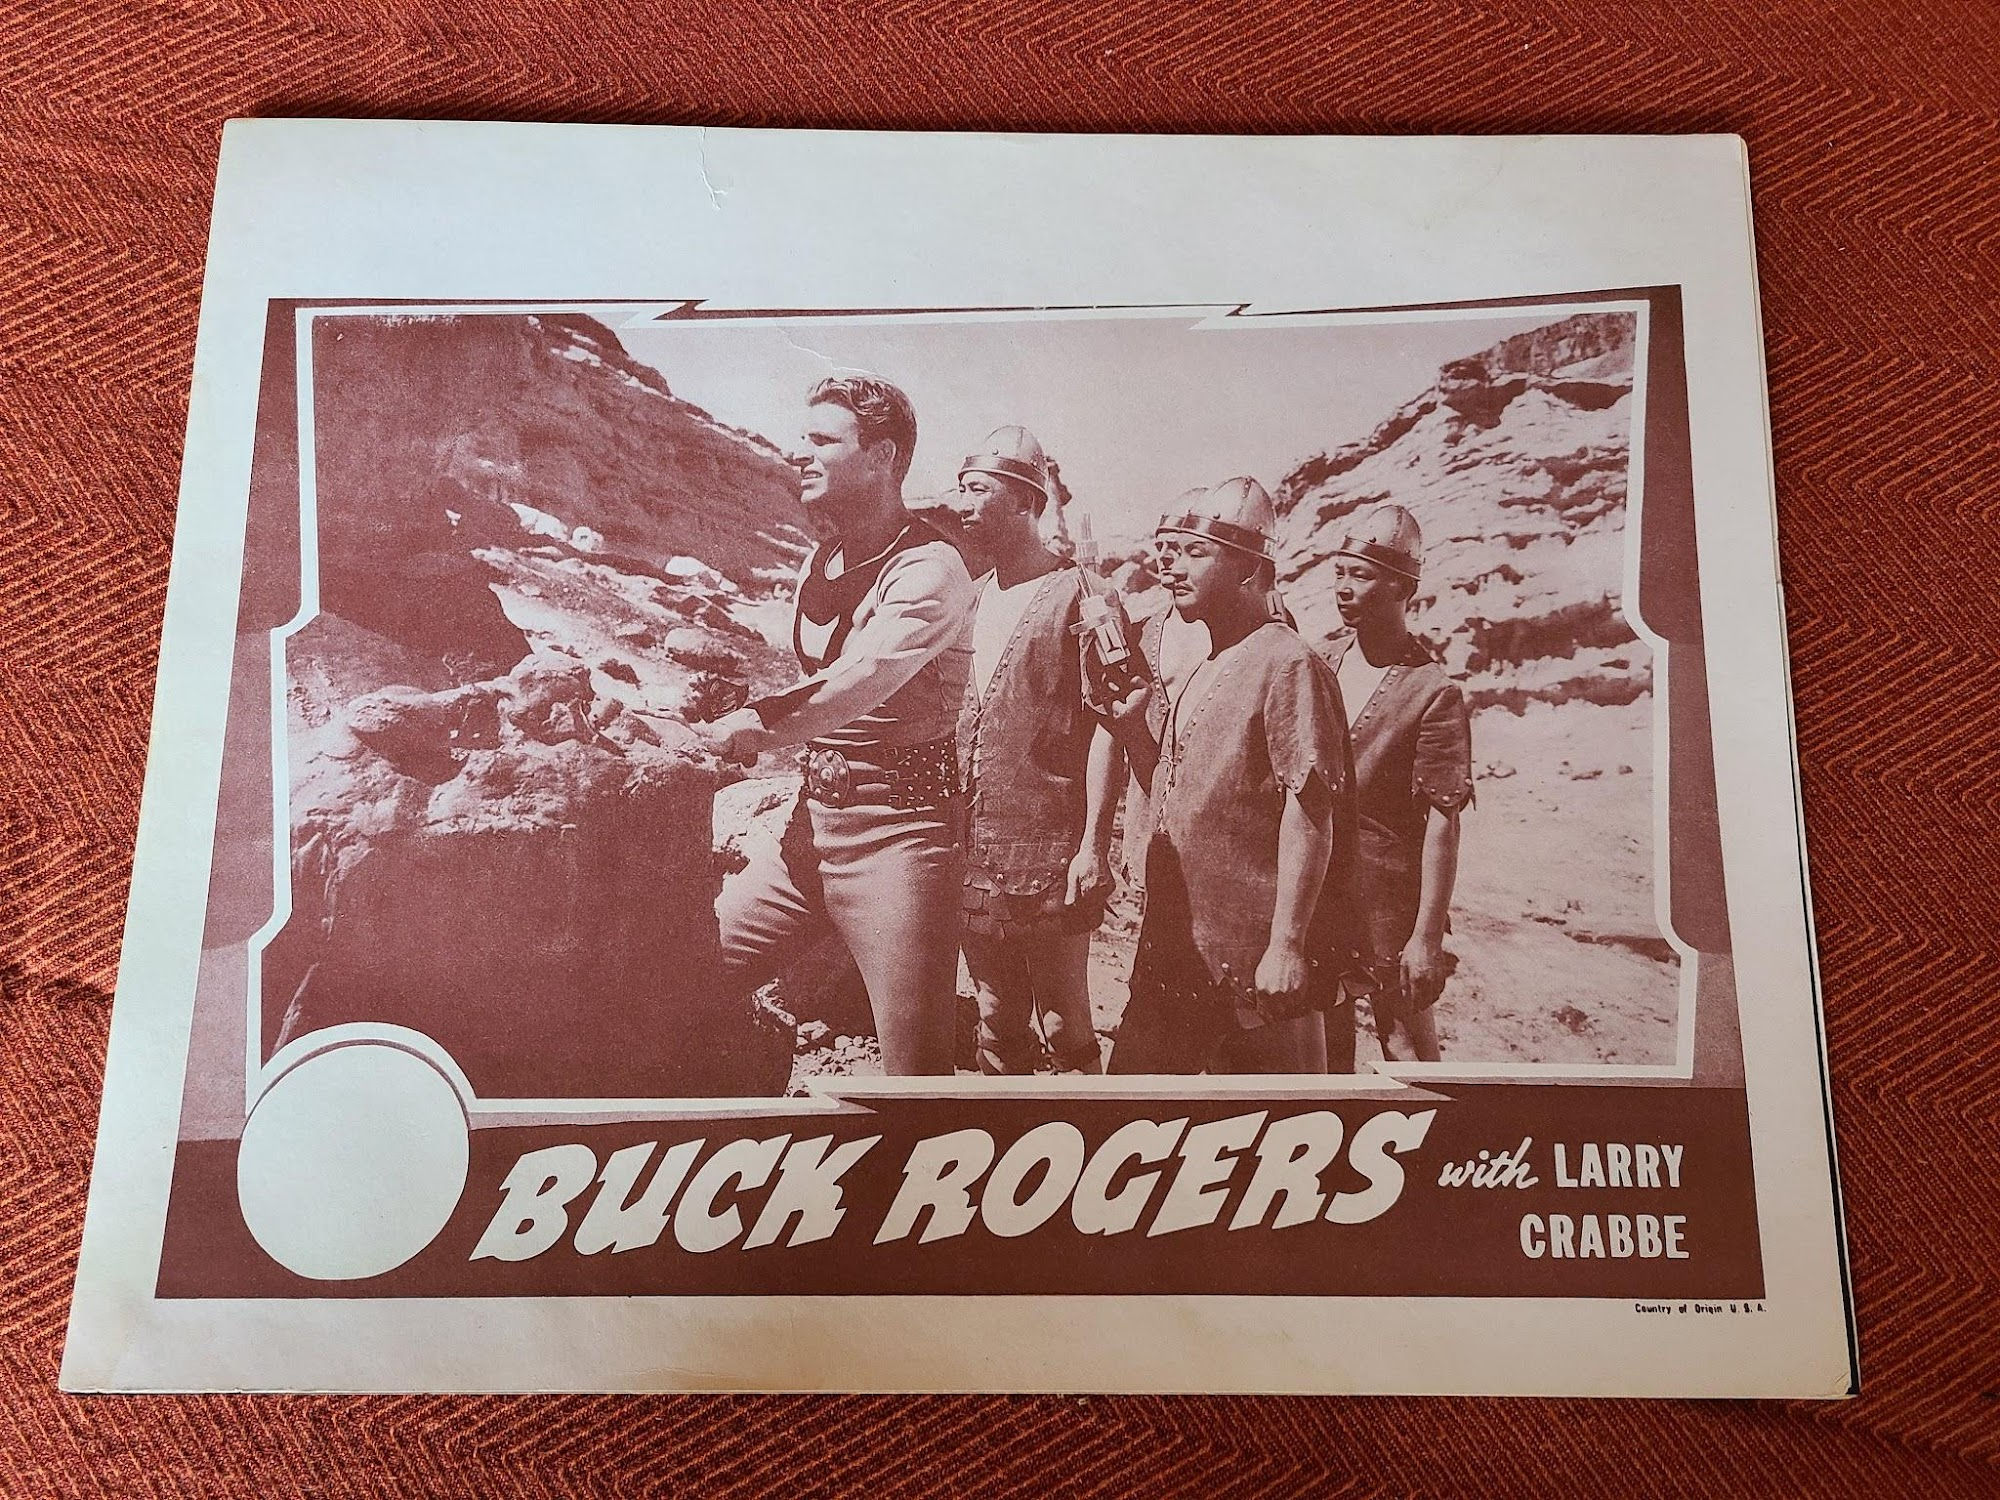 BUCK ROGERS with LARRY
CRABBE
Country of Origin U. S. A.